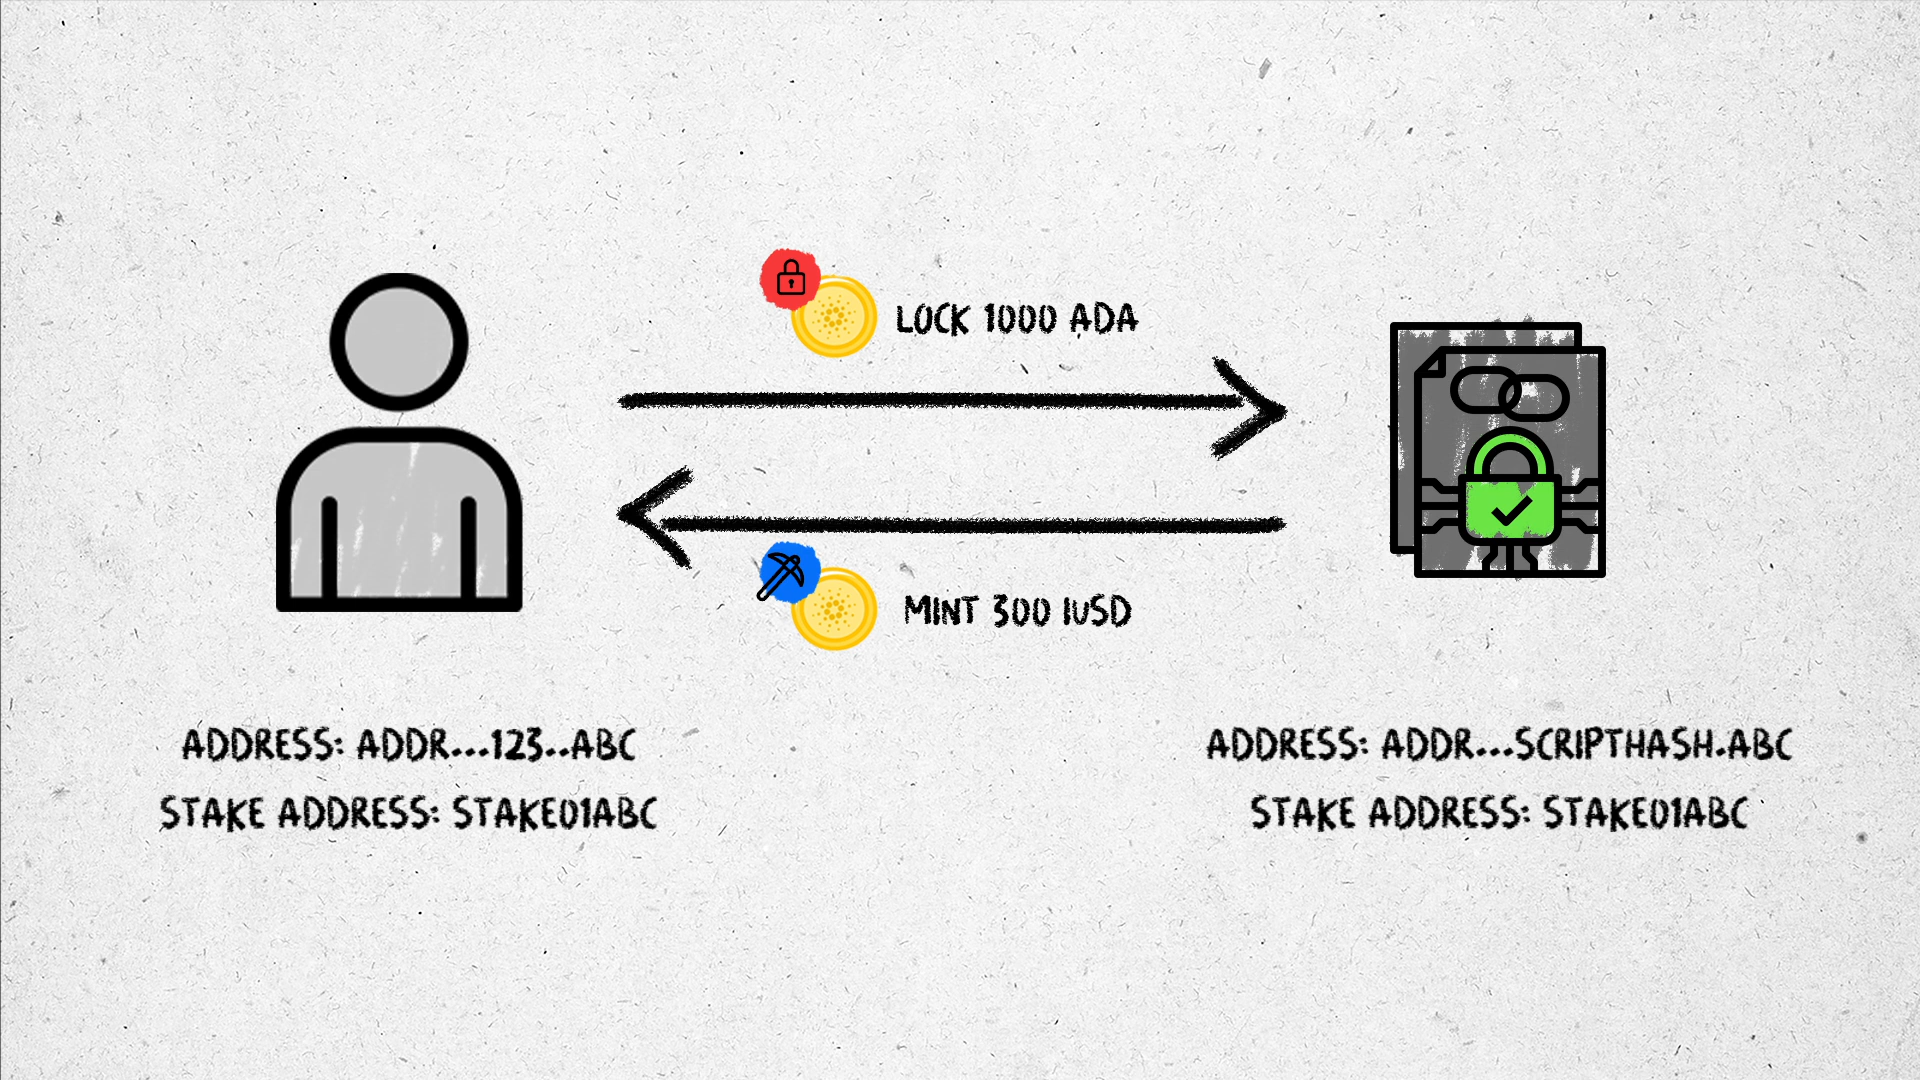 LOCK 1000 ADA
MINT 300 IUSD
ADDRESS: ADDR...123..ABC
STAKE ADDRESS: STAKE01ABC
ADDRESS: ADDR...SCRIPTHASH.ABC
STAKE ADDRESS: STAKE01ABC